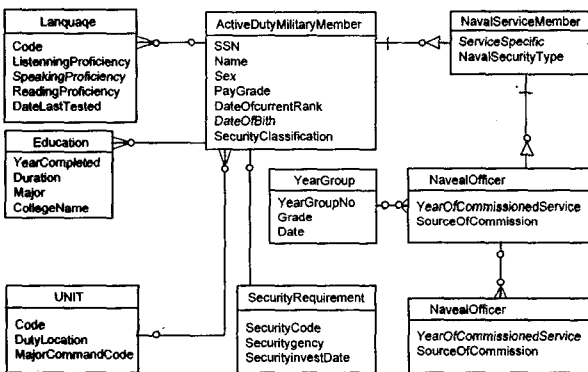 Lanuaqe
Code
ListenningProficiency
SpeakingProficiency
ReadingProficiency
DateLastTested
ActiveDutyMilitaryMember
SSN
Name
Sex
PayGrade
DateOfcurrentRank
DateOfBith
SecurityClassification
NavalServiceMember
ServiceSpecific
NavalSecurityType
Education
YearCompleted
Duration
Major
CollegeName
YearGroup
YearGroupNo
Grade
Date
NavealOfficer
YearOfCommissionedService
SourceOfCommission
UNIT
Code
DutyLocation
MajorCommandCode
SecurityRequirement
SecurityCode
Securitygency
SecurityinvestDate
NavealOfficer
YearOfCommissionedService
SourceOfCommission